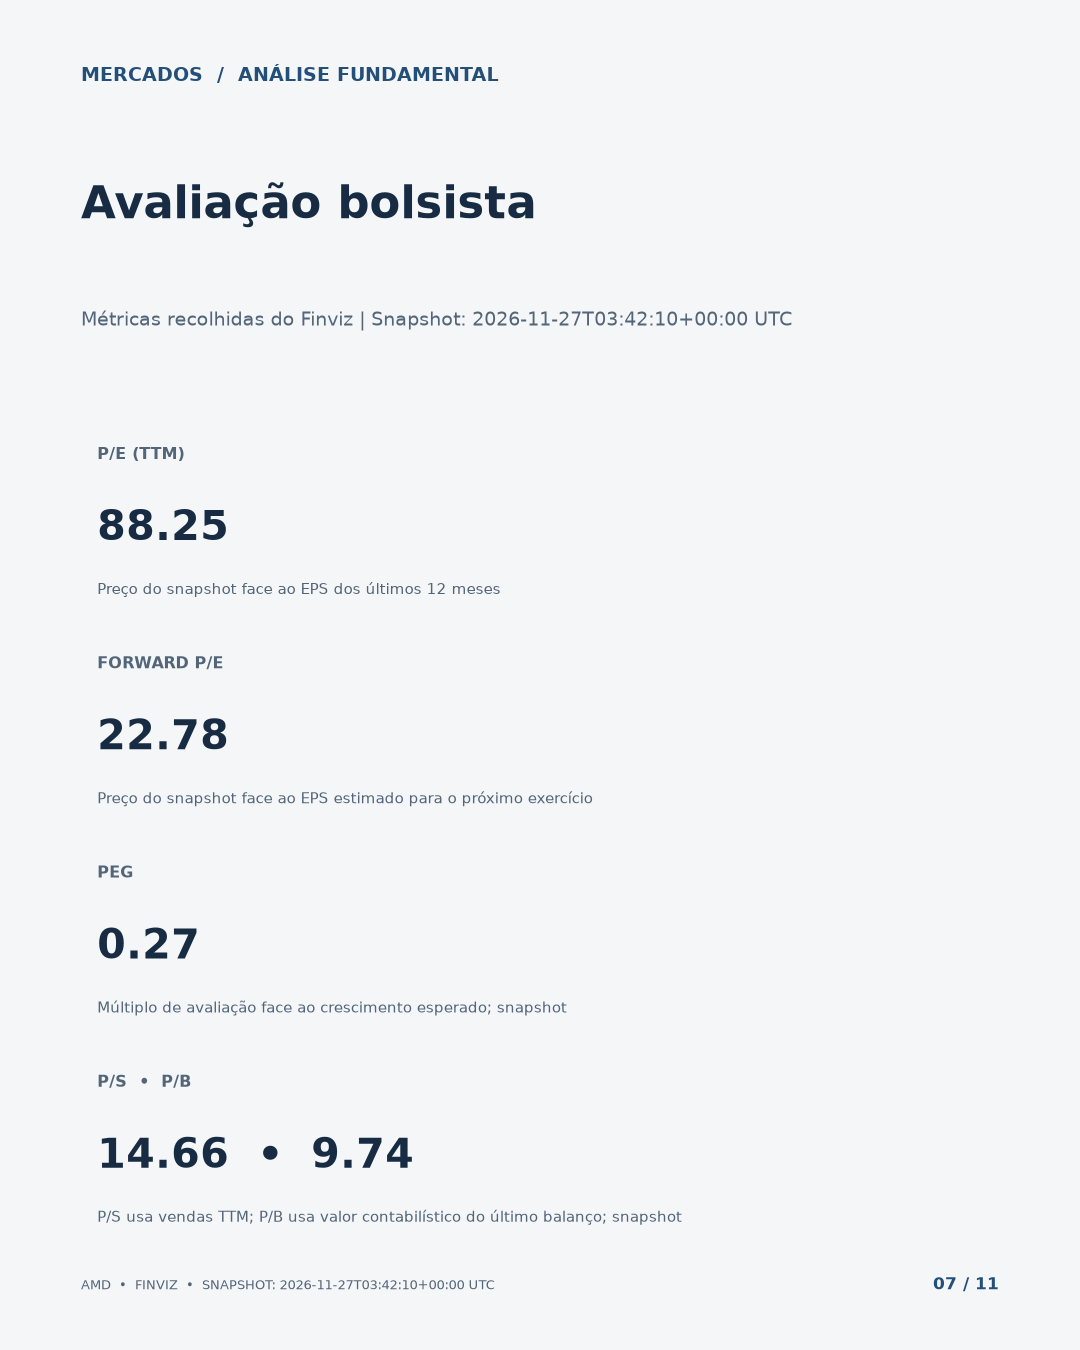 MERCADOS / ANÁLISE FUNDAMENTAL
Avaliação bolsista
Métricas recolhidas do Finviz | Snapshot: 2026-11-27T03:42:10+00:00 UTC
P/E (TTM)
88.25
Preço do snapshot face ao EPS dos últimos 12 meses
FORWARD P/E
22.78
Preço do snapshot face ao EPS estimado para o próximo exercício
PEG
0.27
Múltiplo de avaliação face ao crescimento esperado; snapshot
P/S • P/B
14.66 • 9.74
P/S usa vendas TTM; P/B usa valor contabilístico do último balanço; snapshot
AMD • FINVIZ • SNAPSHOT: 2026-11-27T03:42:10+00:00 UTC
07 / 11